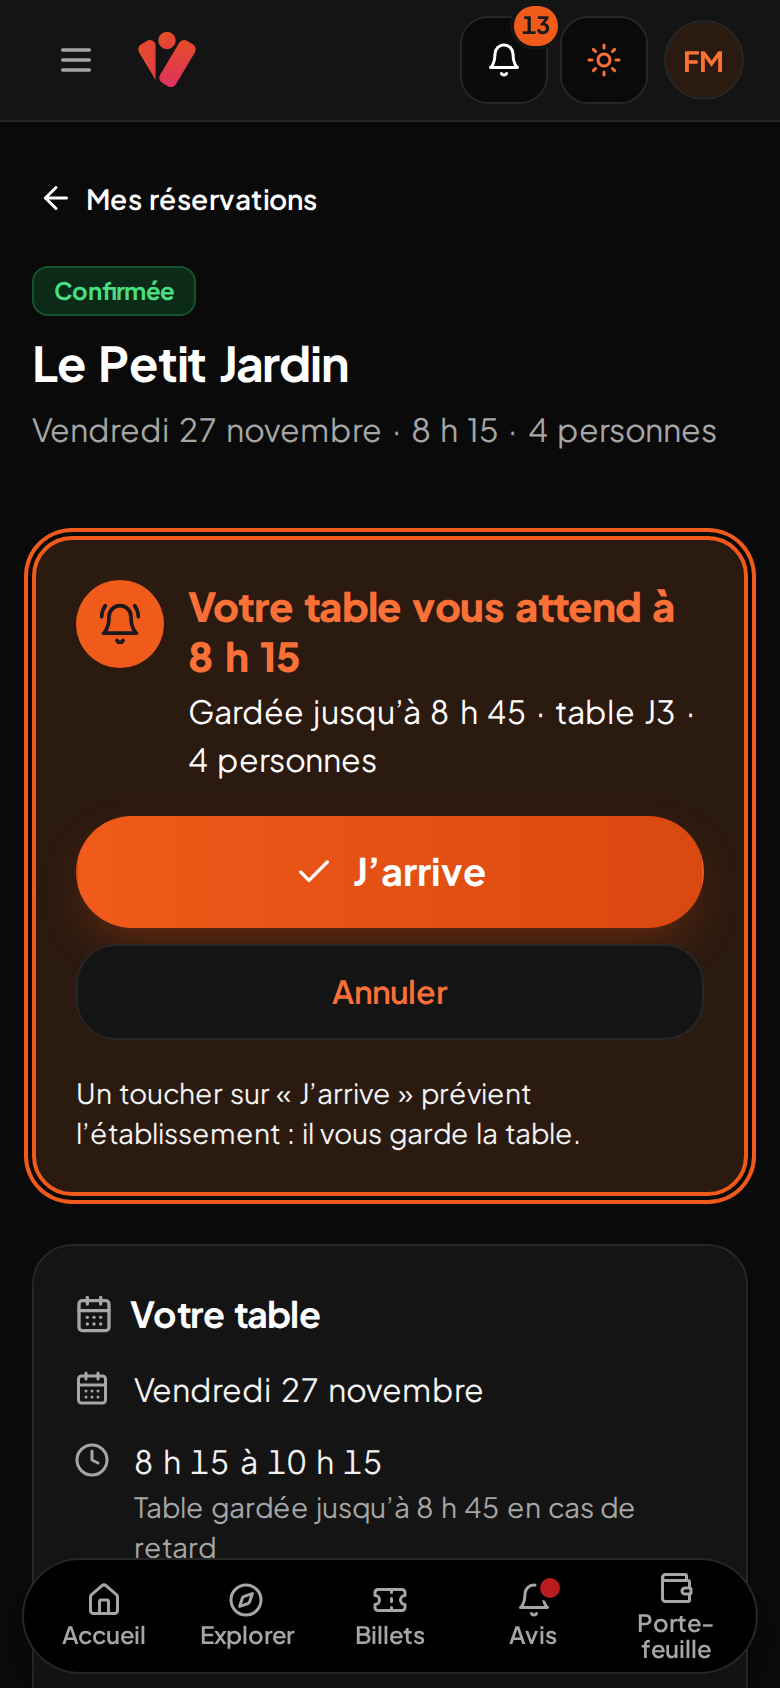 13
FM
Mes réservations
Confirmée
Le Petit Jardin
Vendredi 27 novembre · 8 h 15 · 4 personnes
Votre table vous attend à
8 h 15
Gardée jusqu’à 8 h 45 · table J3 ·
4 personnes
J’arrive
Annuler
Un toucher sur « J’arrive » prévient
l’établissement : il vous garde la table.
Votre table
Vendredi 27 novembre
8 h 15 à 10 h 15
Table gardée jusqu’à 8 h 45 en cas de
retard
Accueil
Explorer
Billets
Avis
Porte-
feuille